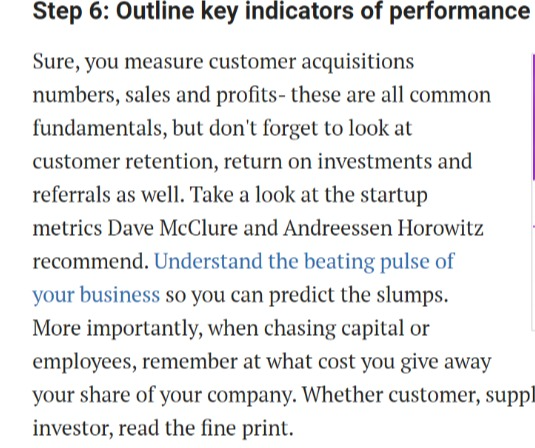 Step 6: Outline key indicators of performance
Sure, you measure customer acquisitions
numbers, sales and profits- these are all common
fundamentals, but don't forget to look at
customer retention, return on investments and
referrals as well. Take a look at the startup
metrics Dave McClure and Andreessen Horowitz
recommend. Understand the beating pulse of
your business so you can predict the slumps.
More importantly, when chasing capital or
employees, remember at what cost you give away
your share of your company. Whether customer,
investor, read the fine print.